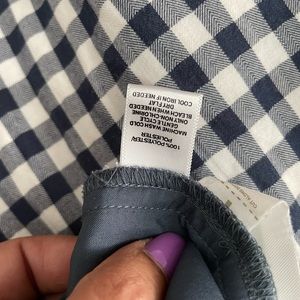 100% POLYESTER/
POLYESTER
MACHINE WASH COLD
GENTLE CYCLE
ONLY NON-CHLORINE
BLEACH WHEN NEEDED
DRY FLAT
COOL IRON IF NEEDED